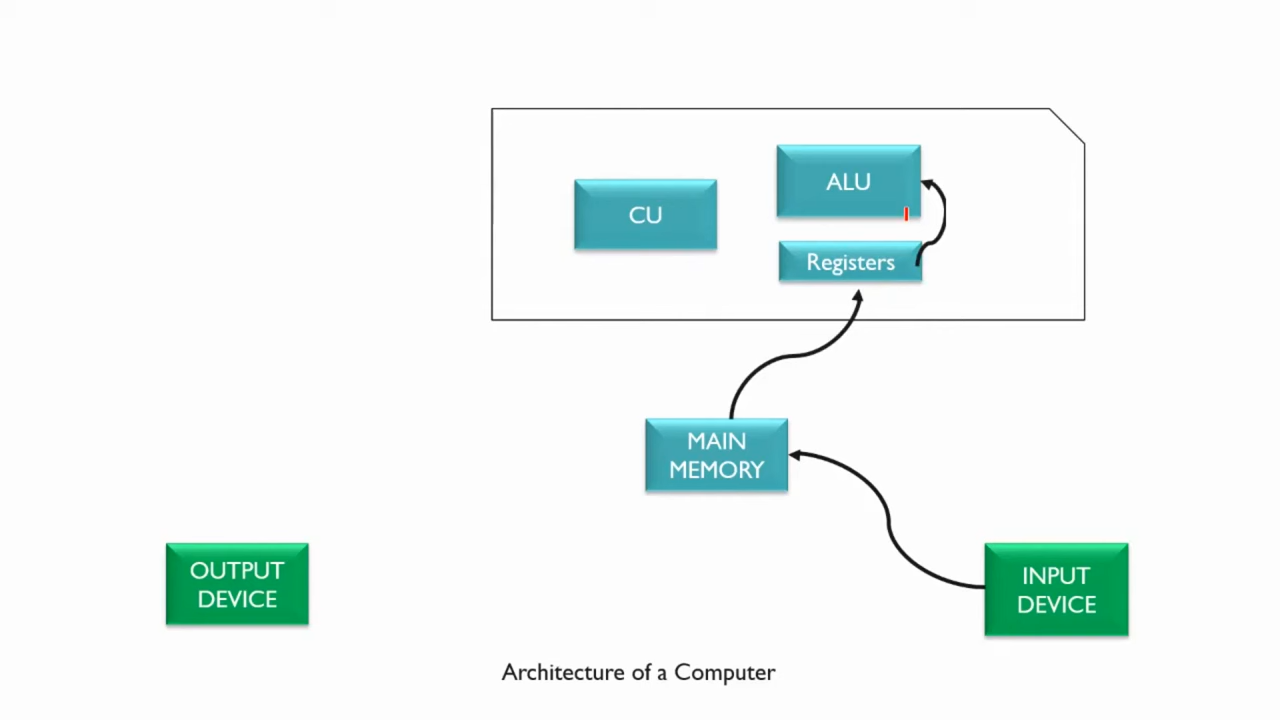 ALU
CU
Registers
MAIN
MEMORY
OUTPUT
DEVICE
INPUT
DEVICE
Architecture of a Computer